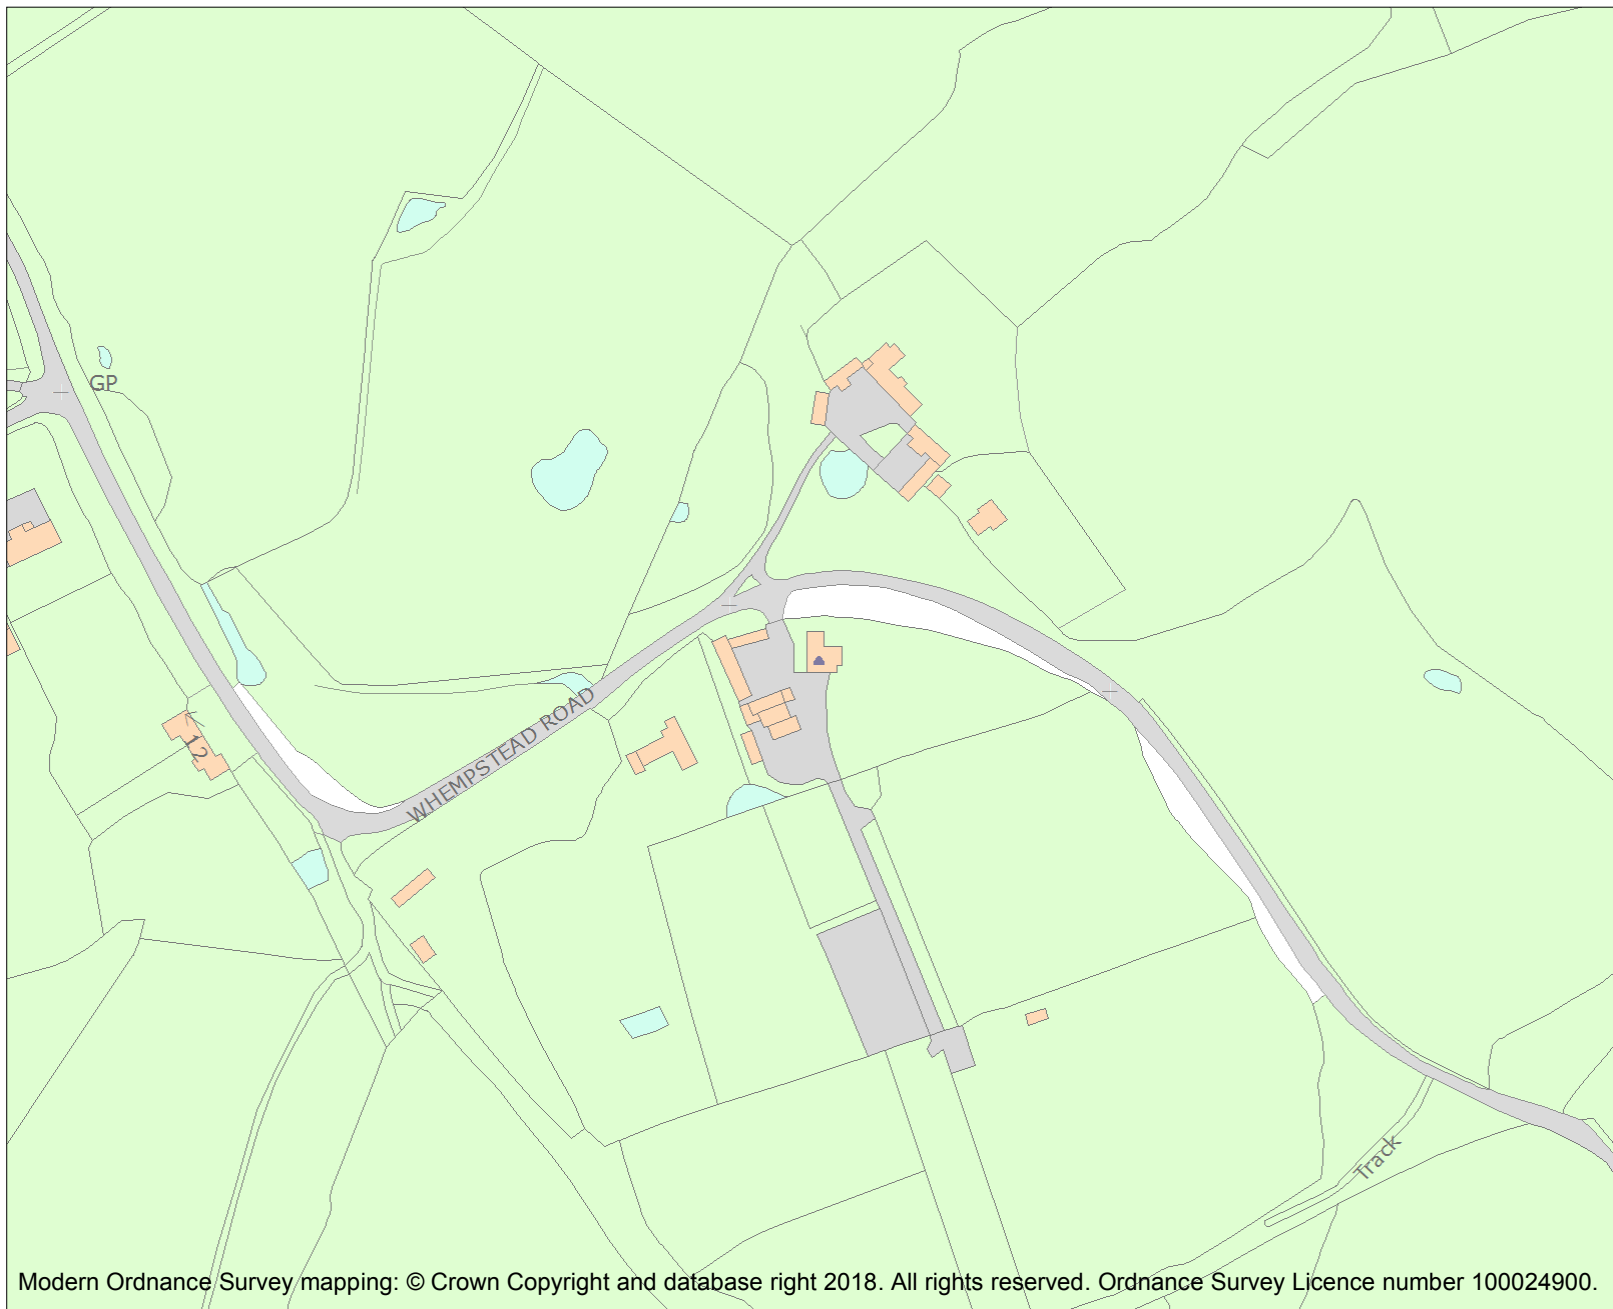 GP
12
WHEMPSTEAD ROAD
Track
Modern Ordnance Survey mapping: © Crown Copyright and database right 2018. All rights reserved. Ordnance Survey Licence number 100024900.